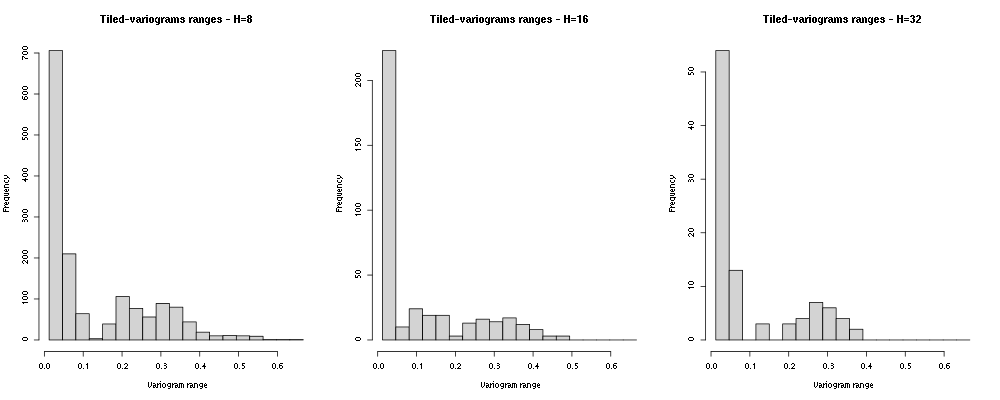 Tiled-variograms ranges - H=8
Frequency
700
600
500
400
300
200
100
0
0.0 0.1 0.2 0.3 0.4 0.5 0.6
Variogram range
Tiled-variograms ranges - H=16
Frequency
200
150
100
50
0
0.0 0.1 0.2 0.3 0.4 0.5 0.6
Variogram range
Tiled-variograms ranges - H=32
Frequency
50
40
30
20
10
0
0.0 0.1 0.2 0.3 0.4 0.5 0.6
Variogram range